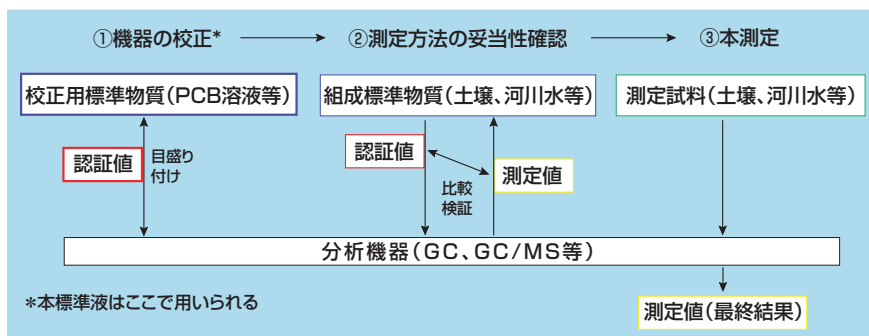 ①機器の校正*
②測定方法の妥当性確認
③本測定
校正用標準物質(PCB溶液等)
組成標準物質(土壌、河川水等)
測定試料(土壌、河川水等)
認証値
目盛り
付け
認証値
測定値
比較
検証
分析機器(GC、GC/MS等)
*本標準液はここで用いられる
測定値(最終結果)